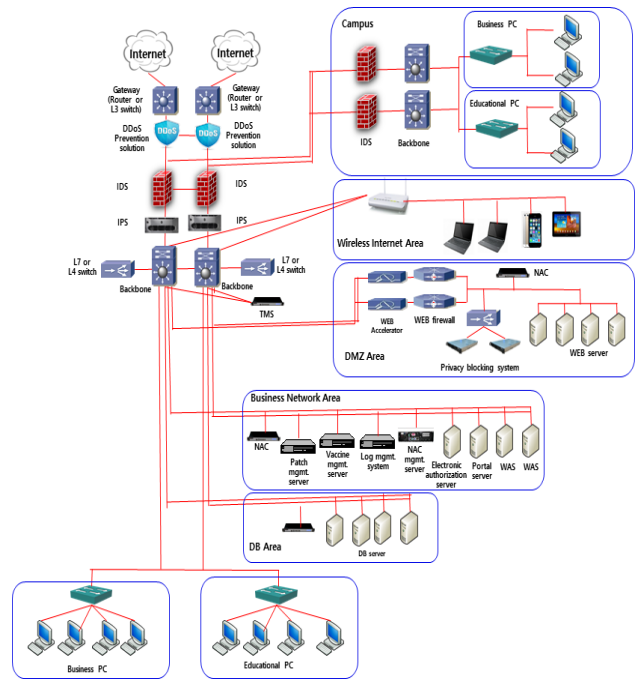 Internet
Internet
Gateway
(Router or
L3 switch)
Gateway
(Router or
L3 switch)
DDoS
DDoS
DDoS
Prevention
solution
DDoS
Prevention
solution
IDS
IDS
IPS
IPS
L7 or
L4 switch
L7 or
L4 switch
Backbone
Backbone
TMS
Campus
IDS
Backbone
Business PC
Educational PC
Wireless Internet Area
NAC
WEB
Accelerator
WEB firewall
Privacy blocking system
WEB server
DMZ Area
Business Network Area
NAC
Patch
mgmt.
server
Vaccine
mgmt.
server
Log mgmt.
system
NAC
mgmt.
server
Electronic
authorization
server
Portal
server
WAS
WAS
DB Area
DB server
Business PC
Educational PC